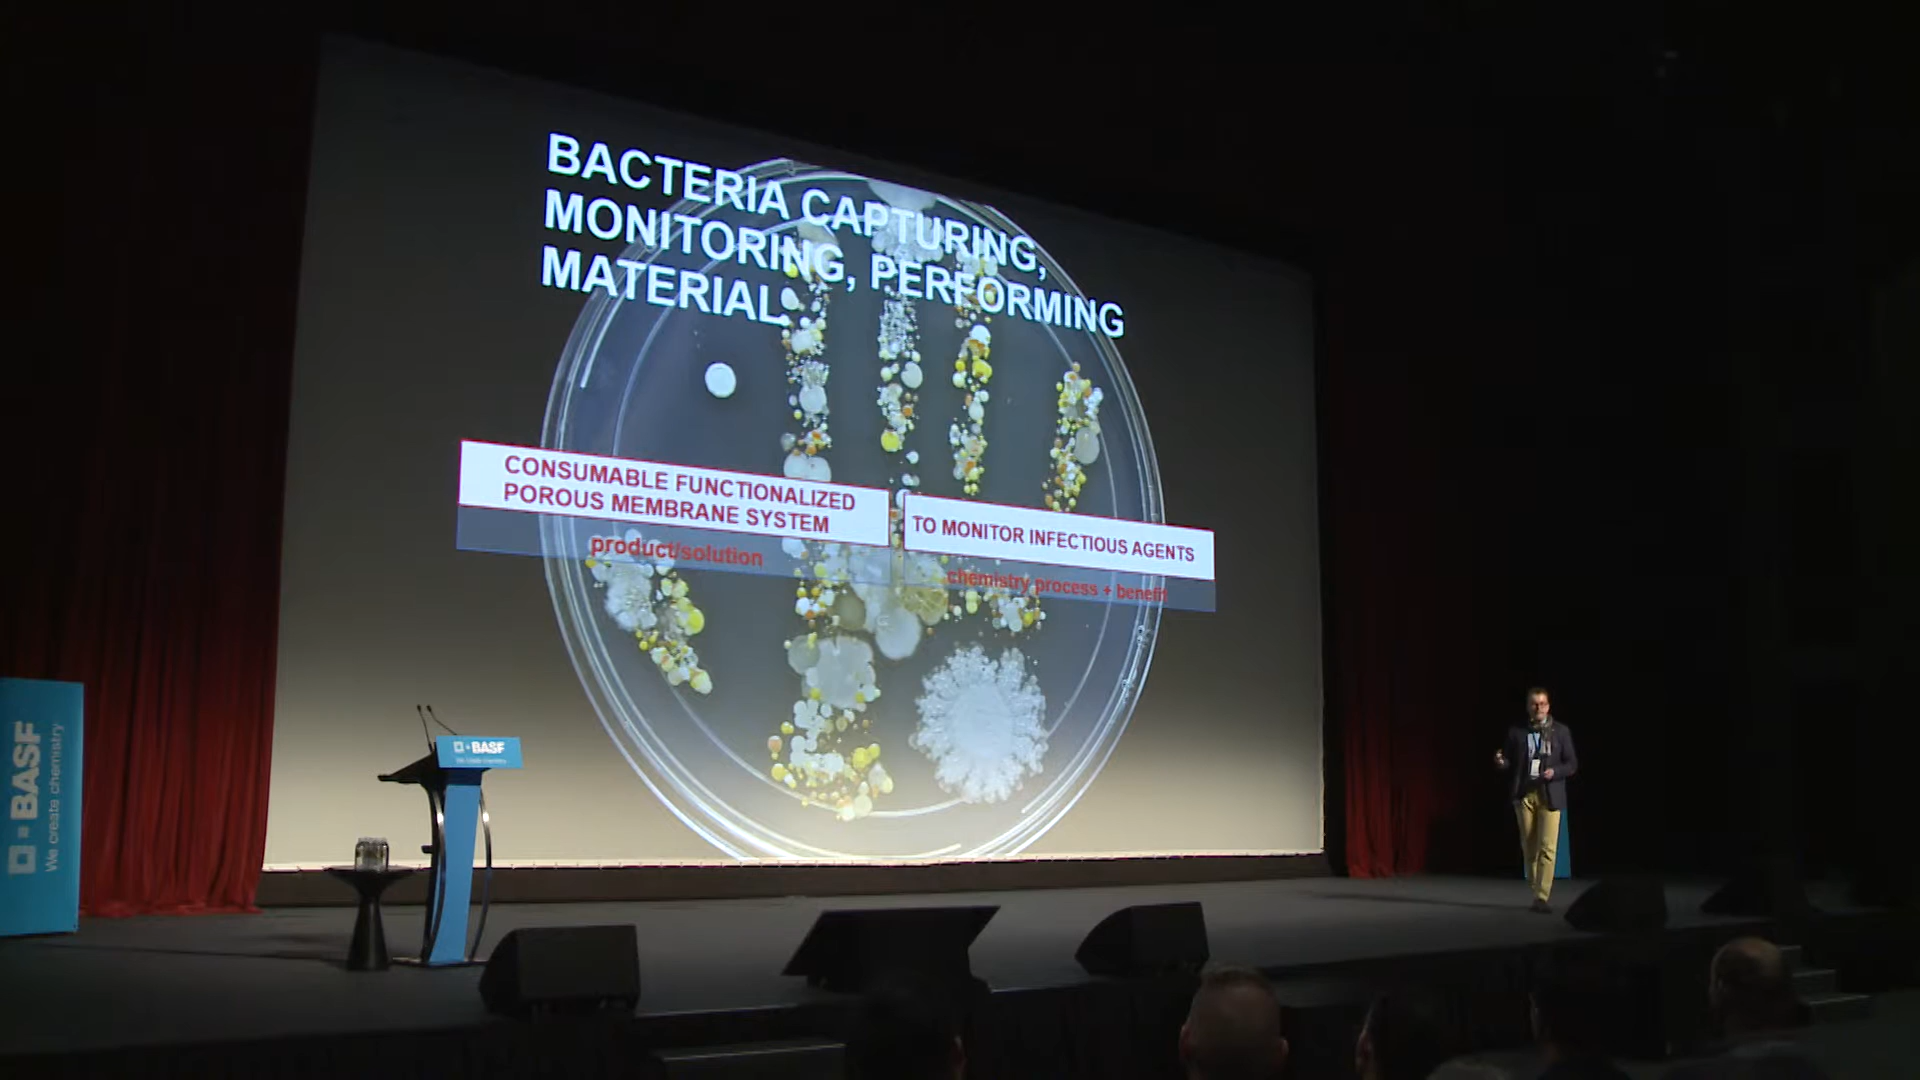 BACTERIA CAPTURING,
MONITORING, PERFORMING
MATERIAL
CONSUMABLE FUNCTIONALIZED
POROUS MEMBRANE SYSTEM
product/solution
TO MONITOR INFECTIOUS AGENTS
chemistry process + benefit
BASF
We create chemistry
BASF
We create chemistry